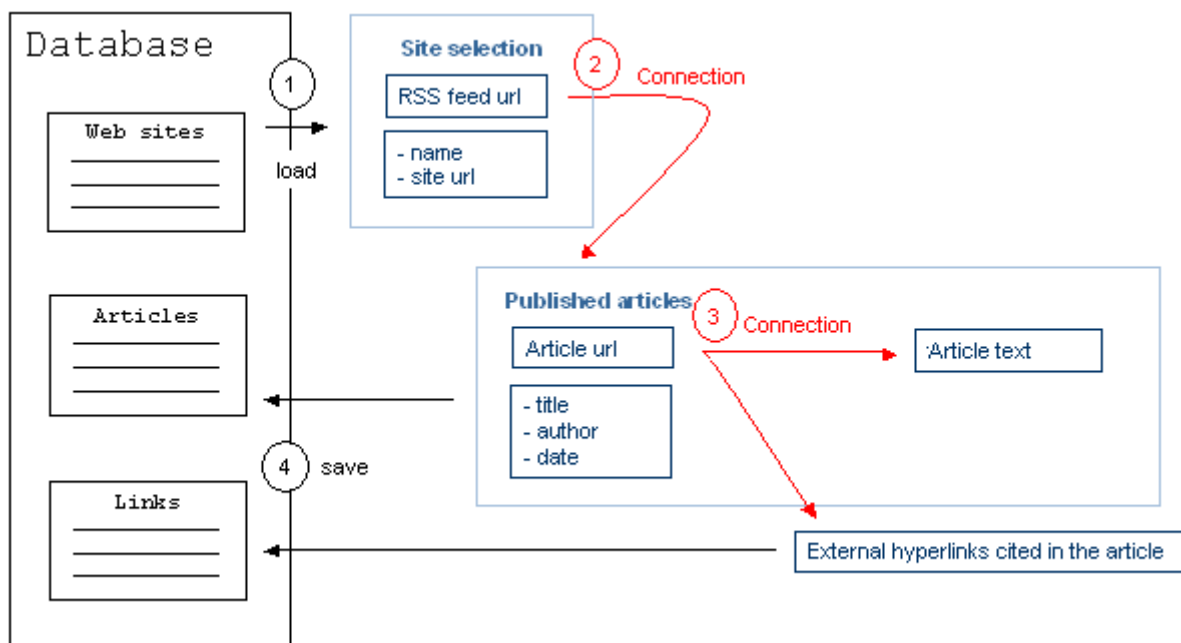 Database
Web sites
Articles
Links
1
load
Site selection
RSS feed url
- name
- site url
2
Connection
Published articles
Article url
- title
- author
- date
3
Connection
Article text
External hyperlinks cited in the article
4
save